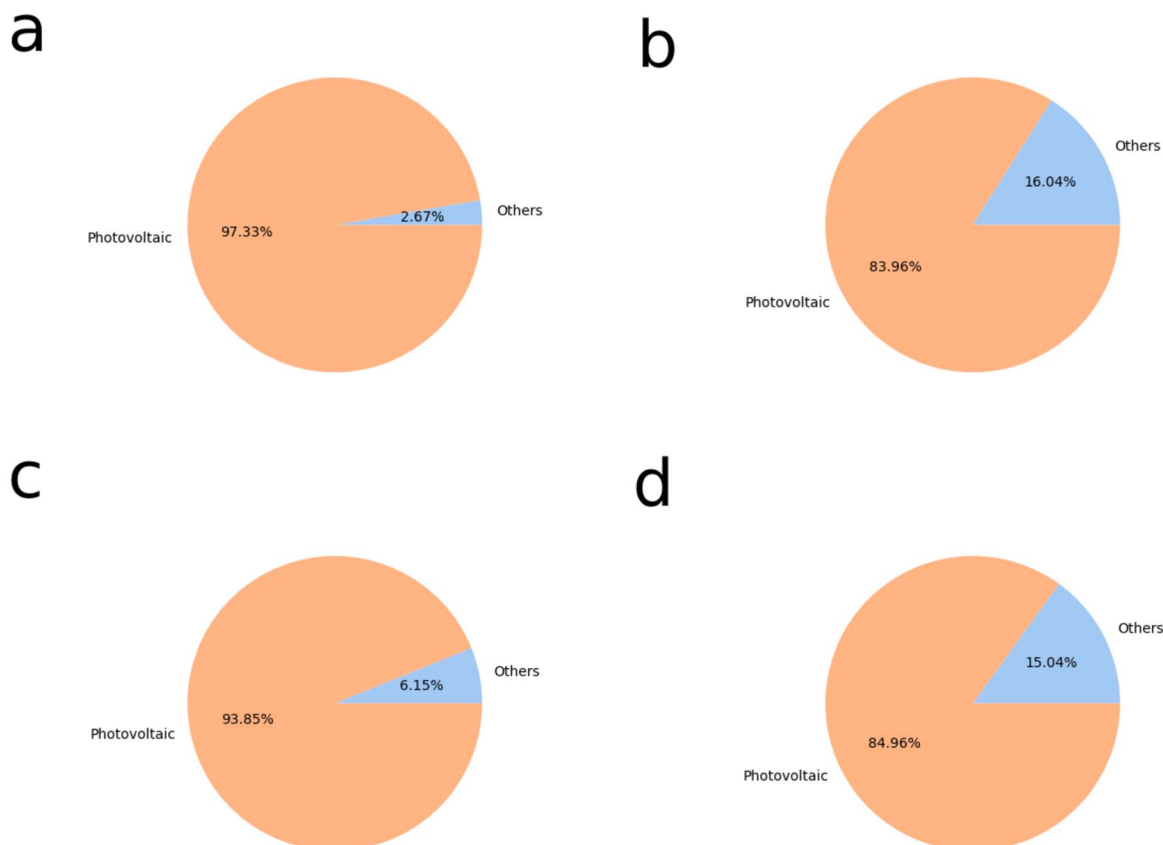 a
Others
2.67%
97.33%
Photovoltaic
b
Others
16.04%
83.96%
Photovoltaic
c
Others
6.15%
93.85%
Photovoltaic
d
Others
15.04%
84.96%
Photovoltaic